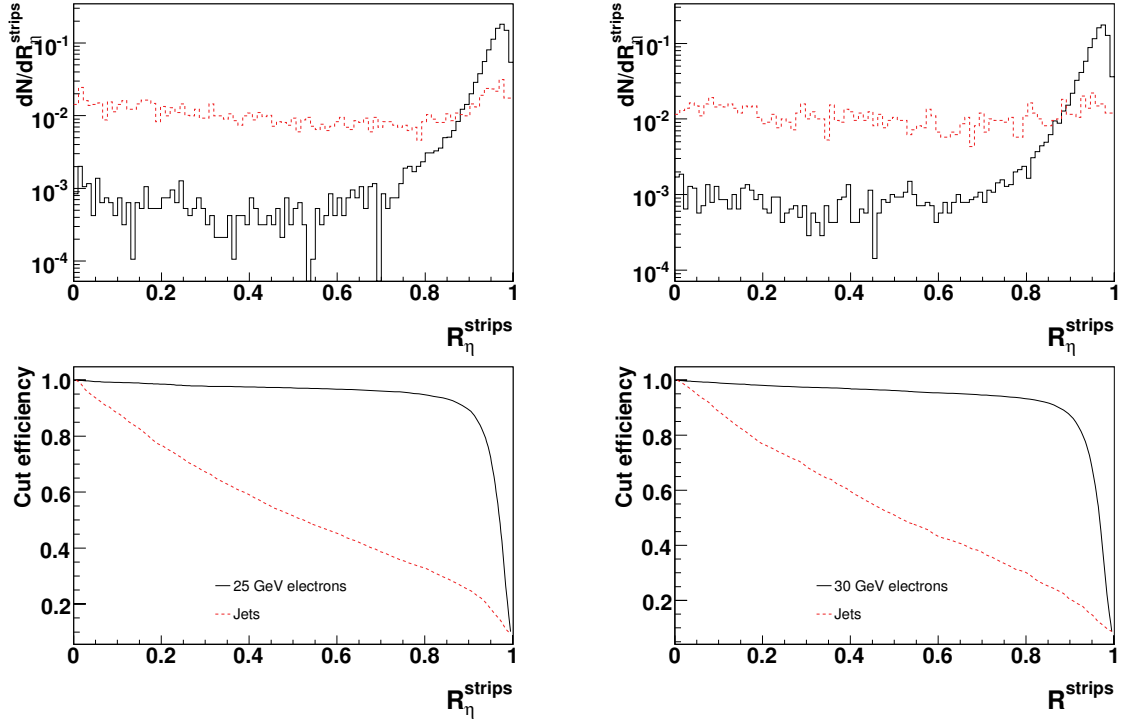 dN/dR_η^strips
10^-1
10^-2
10^-3
10^-4
0 0.2 0.4 0.6 0.8 1
R_η^strips
dN/dR_η^strips
10^-1
10^-2
10^-3
10^-4
0 0.2 0.4 0.6 0.8 1
R_η^strips
Cut efficiency
1.0
0.8
0.6
0.4
0.2
25 GeV electrons
Jets
0 0.2 0.4 0.6 0.8 1
R_η^strips
Cut efficiency
1.0
0.8
0.6
0.4
0.2
30 GeV electrons
Jets
0 0.2 0.4 0.6 0.8 1
R^strips